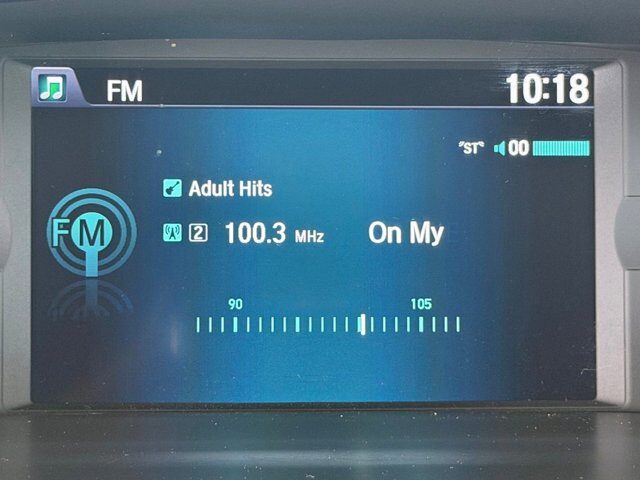 FM 10:18
"ST" 00
Adult Hits
FM
2 100.3 MHz On My
90 105